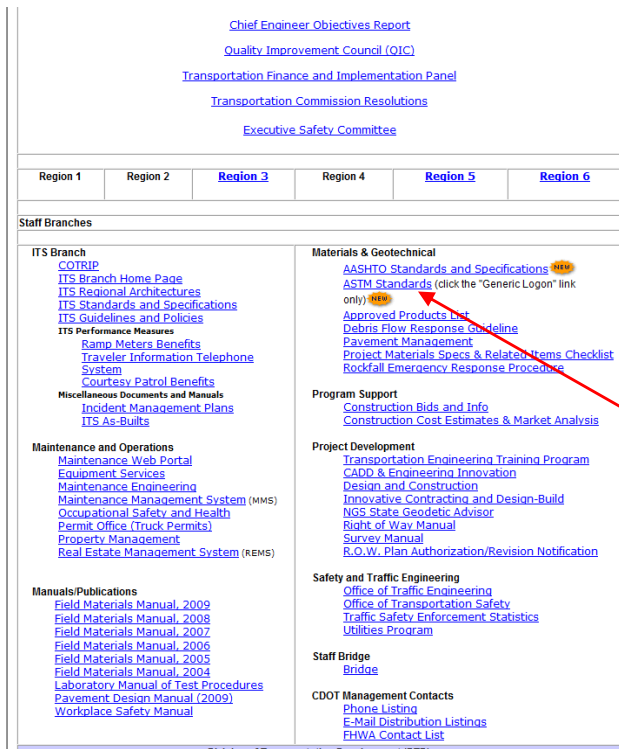 Chief Engineer Objectives Report
Quality Improvement Council (QIC)
Transportation Finance and Implementation Panel
Transportation Commission Resolutions
Executive Safety Committee
Region 1 Region 2 Region 3 Region 4 Region 5 Region 6
Staff Branches
ITS Branch
COTRIP
ITS Branch Home Page
ITS Regional Architectures
ITS Standards and Specifications
ITS Guidelines and Policies
ITS Performance Measures
Ramp Meters Benefits
Traveler Information Telephone
System
Courtesy Patrol Benefits
Miscellaneous Documents and
Manuals
Incident Management Plans
ITS As-Builts
Maintenance and Operations
Maintenance Web Portal
Equipment Services
Maintenance Engineering
Maintenance Management System (MMS)
Occupational Safety and Health
Permit Office (Truck Permits)
Property Management
Real Estate Management System (REMS)
Manuals/Publications
Field Materials Manual, 2009
Field Materials Manual, 2008
Field Materials Manual, 2007
Field Materials Manual, 2006
Field Materials Manual, 2005
Field Materials Manual, 2004
Laboratory Manual of Test Procedures
Pavement Design Manual (2009)
Workplace Safety Manual
Materials & Geotechnical
AASHTO Standards and Specifications NEW
ASTM Standards (click the "Generic Logon" link
only) NEW
Approved Products List
Debris Flow Response Guideline
Pavement Management
Project Materials Specs & Related Items Checklist
Rockfall Emergency Response Procedure
Program Support
Construction Bids and Info
Construction Cost Estimates & Market Analysis
Project Development
Transportation Engineering Training Program
CADD & Engineering Innovation
Design and Construction
Innovative Contracting and Design-Build
NGS State Geodetic Advisor
Right of Way Manual
Survey Manual
R.O.W. Plan Authorization/Revision Notification
Safety and Traffic Engineering
Office of Traffic Engineering
Office of Transportation Safety
Traffic Safety Enforcement Statistics
Utilities Program
Staff Bridge
Bridge
CDOT Management Contacts
Phone Listing
E-Mail Distribution Listings
FHWA Contact List